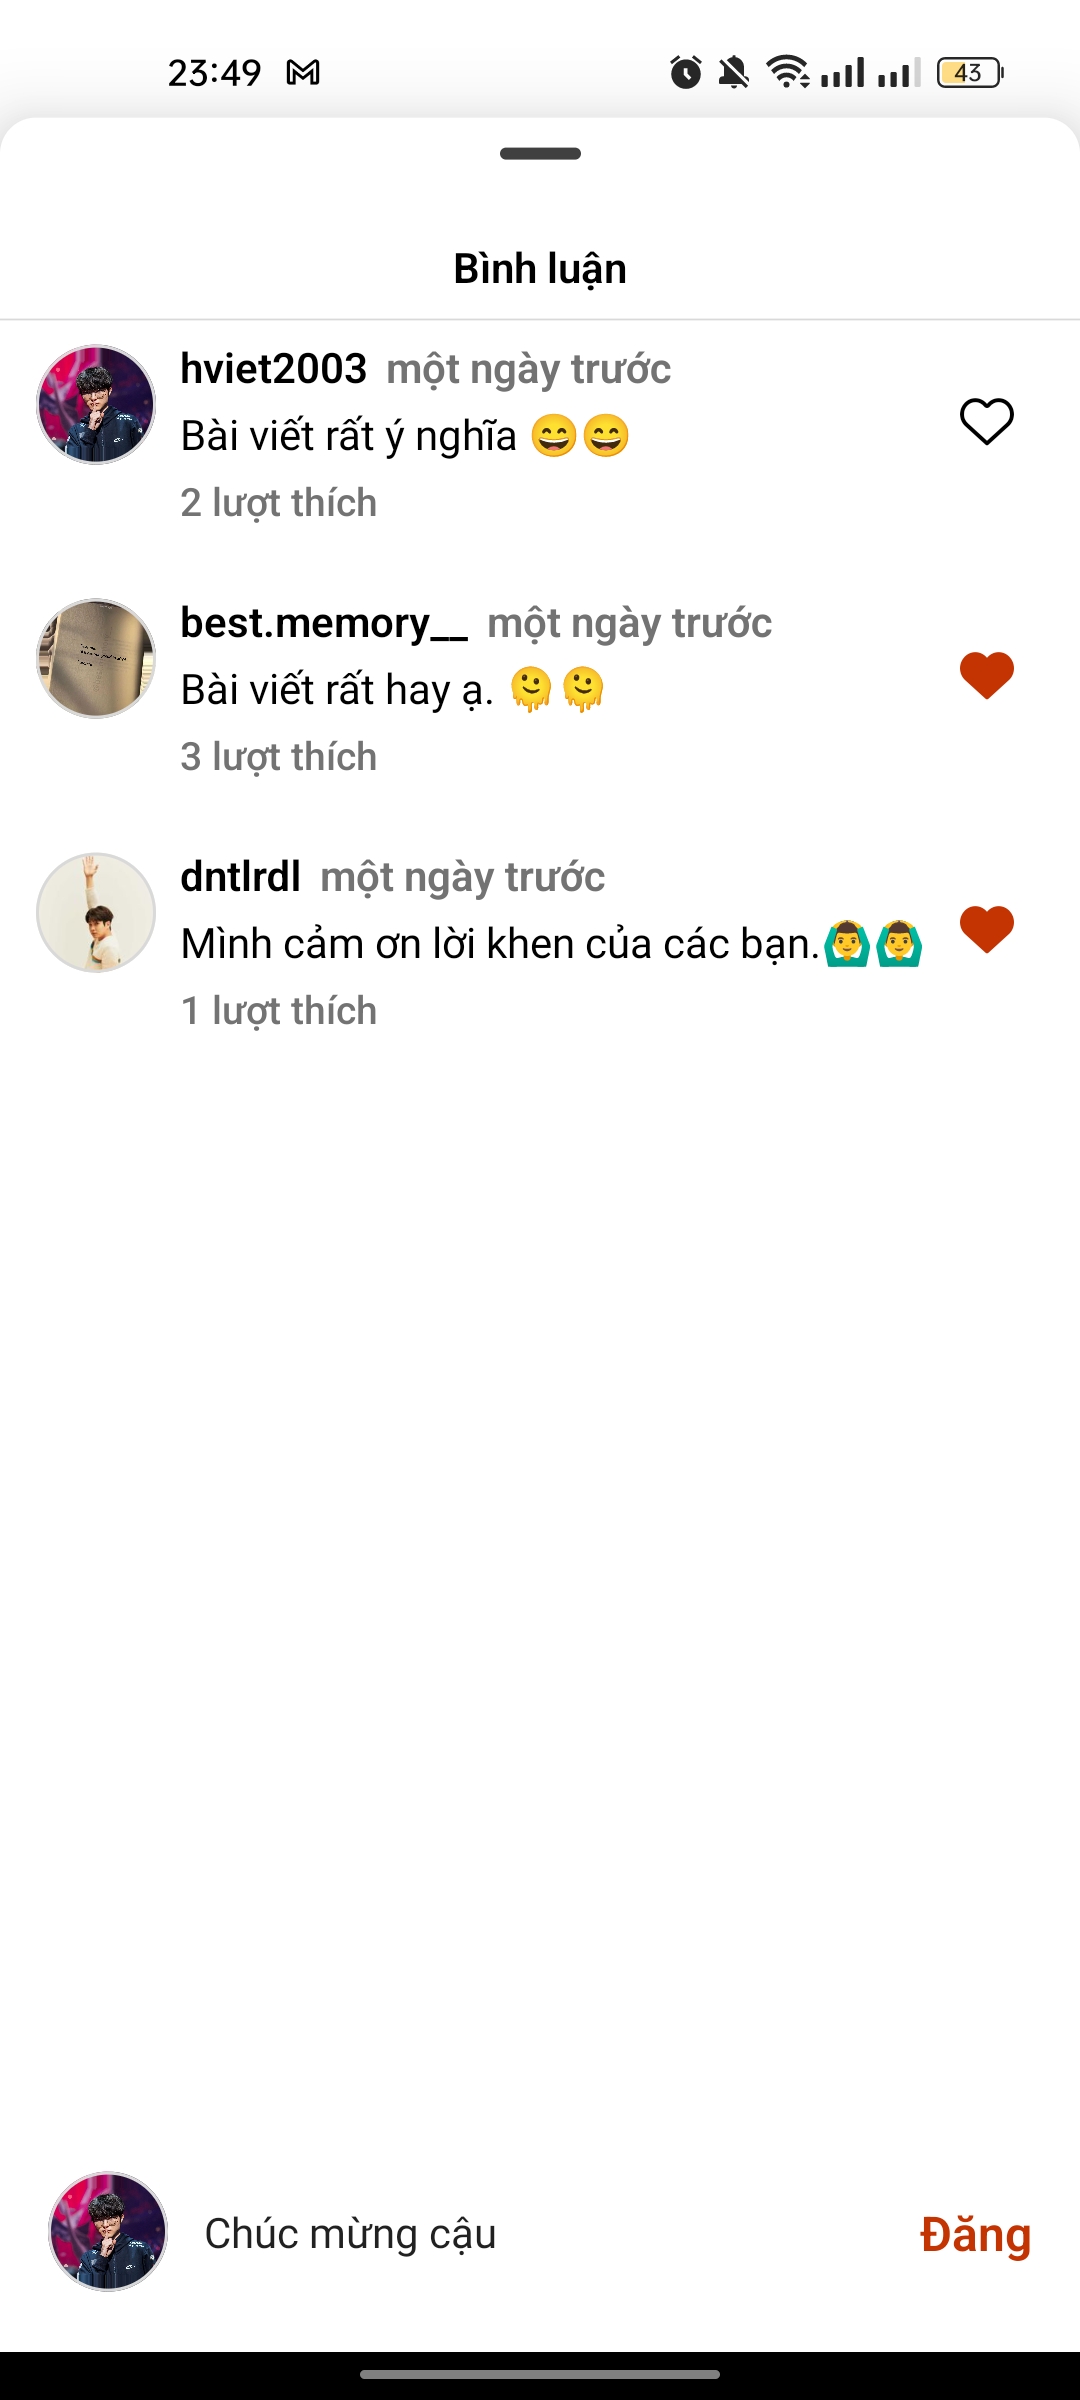 23:49
43
Bình luận
hviet2003 một ngày trước
Bài viết rất ý nghĩa 😄😄
2 lượt thích
best.memory__ một ngày trước
Bài viết rất hay ạ. 🫠🫠
3 lượt thích
dntlrdl một ngày trước
Mình cảm ơn lời khen của các bạn.🙆‍♂️🙆‍♂️
1 lượt thích
Chúc mừng cậu
Đăng